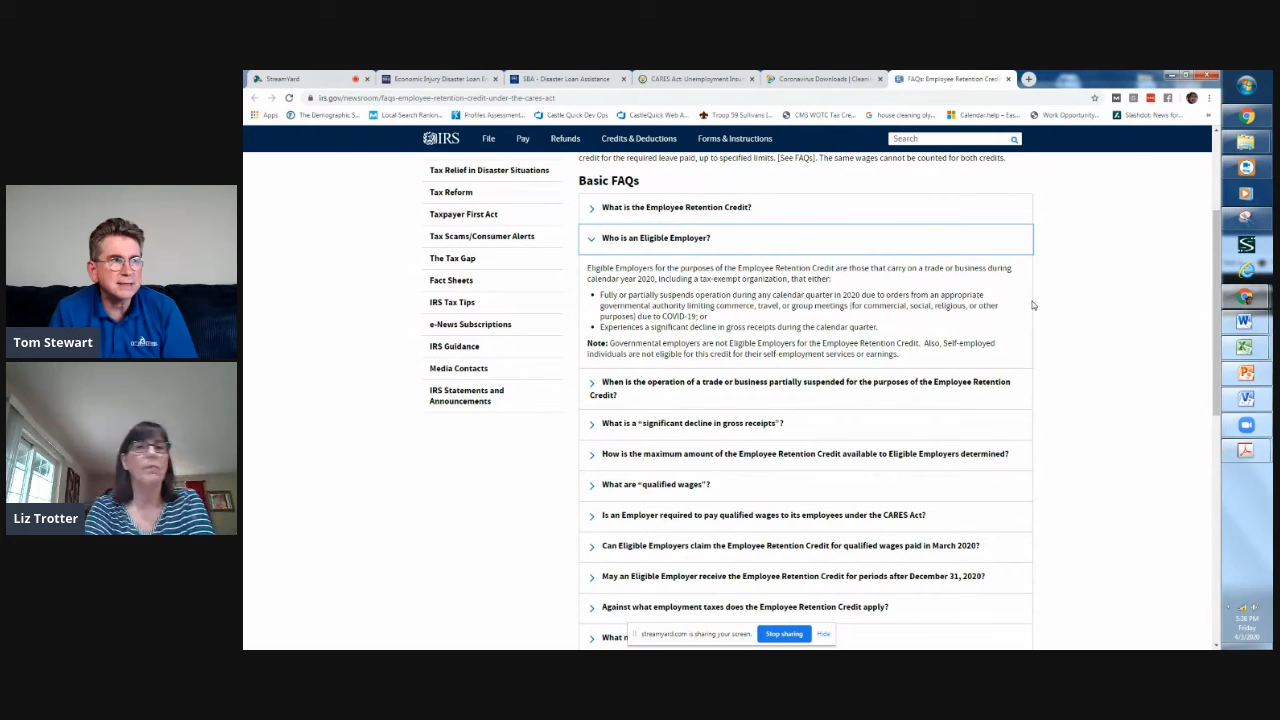 StreamYard
Economic Injury Disaster Loan E
SBA - Disaster Loan Assistance
CARES Act: Unemployment Insu
Coronavirus Downloads | Cleani
FAQs: Employee Retention Credi
irs.gov/newsroom/faqs-employee-retention-credit-under-the-cares-act
Apps
The Demographic S...
Local Search Rankin...
Profiles Assessment...
Castle Quick Dev Ops
CastleQuick Web A...
Troop 59 Sullivans I...
CMS WOTC Tax Cre...
house cleaning oly...
Calendar.help - Eas...
Work Opportunity...
Slashdot: News for...
IRS
File
Pay
Refunds
Credits & Deductions
Forms & Instructions
Search
credit for the required leave paid, up to specified limits. [See FAQs]. The same wages cannot be counted for both credits.
Tax Relief in Disaster Situations
Tax Reform
Taxpayer First Act
Tax Scams/Consumer Alerts
The Tax Gap
Fact Sheets
IRS Tax Tips
e-News Subscriptions
IRS Guidance
Media Contacts
IRS Statements and
Announcements
Basic FAQs
What is the Employee Retention Credit?
Who is an Eligible Employer?
Eligible Employers for the purposes of the Employee Retention Credit are those that carry on a trade or business during
calendar year 2020, including a tax-exempt organization, that either:
• Fully or partially suspends operation during any calendar quarter in 2020 due to orders from an appropriate
governmental authority limiting commerce, travel, or group meetings (for commercial, social, religious, or other
purposes) due to COVID-19; or
• Experiences a significant decline in gross receipts during the calendar quarter.
Note: Governmental employers are not Eligible Employers for the Employee Retention Credit. Also, Self-employed
individuals are not eligible for this credit for their self-employment services or earnings.
When is the operation of a trade or business partially suspended for the purposes of the Employee Retention
Credit?
What is a “significant decline in gross receipts”?
How is the maximum amount of the Employee Retention Credit available to Eligible Employers determined?
What are “qualified wages”?
Is an Employer required to pay qualified wages to its employees under the CARES Act?
Can Eligible Employers claim the Employee Retention Credit for qualified wages paid in March 2020?
May an Eligible Employer receive the Employee Retention Credit for periods after December 31, 2020?
Against what employment taxes does the Employee Retention Credit apply?
What
streamyard.com is sharing your screen.
Stop sharing
Hide
Tom Stewart
Liz Trotter
5:38 PM
Friday
4/3/2020